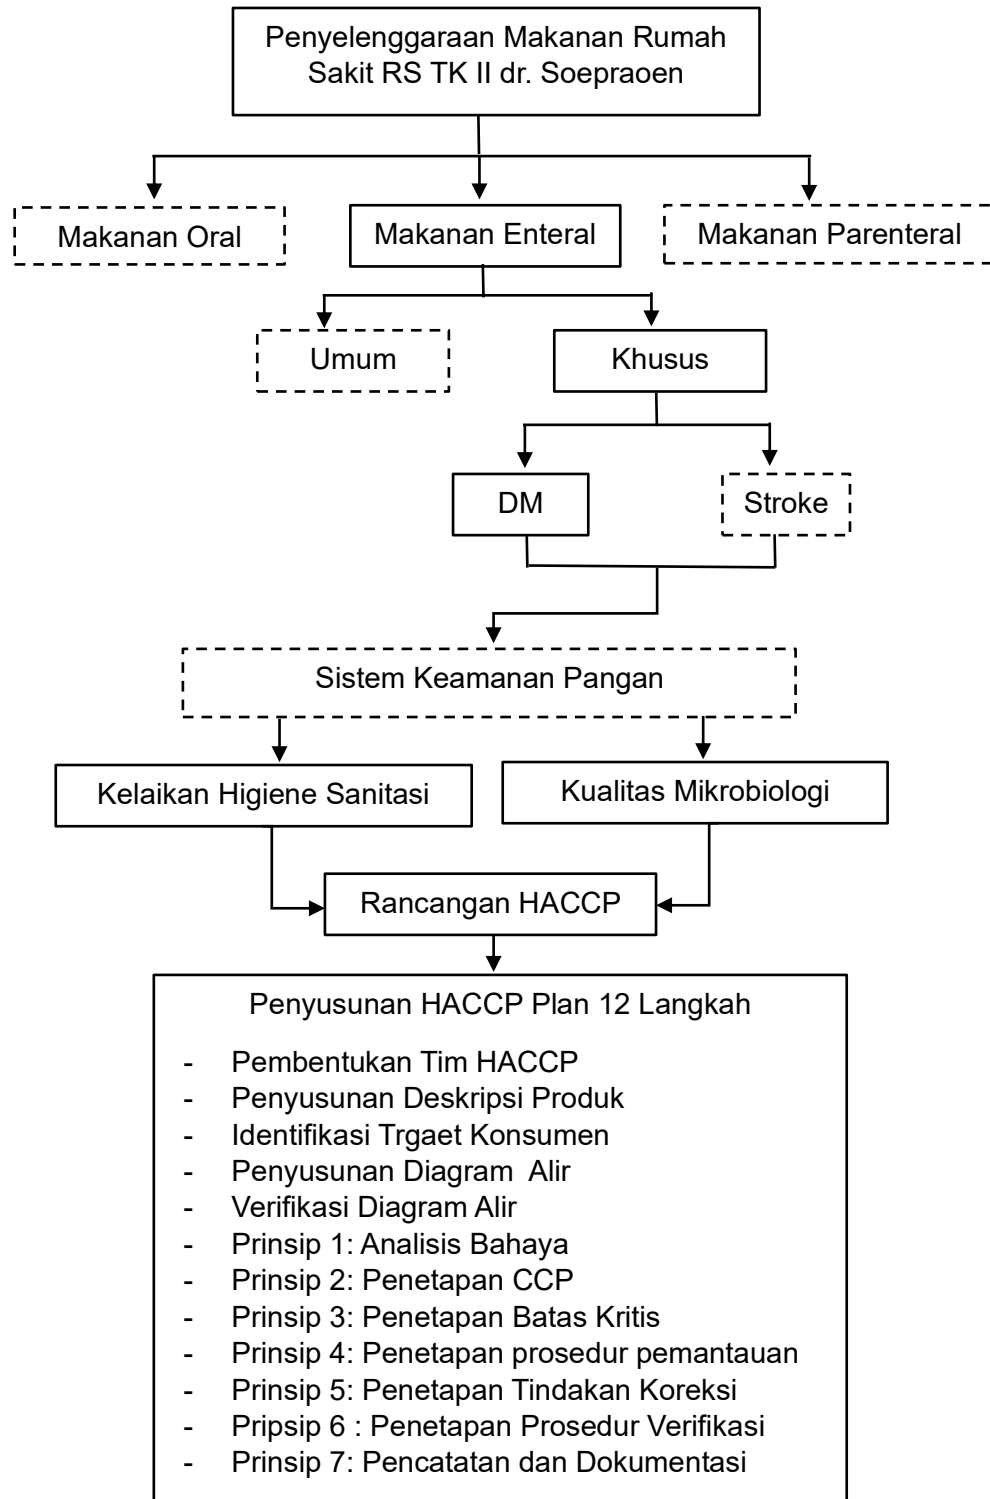 Penyelenggaraan Makanan Rumah
Sakit RS TK II dr. Soepraoen
Makanan Oral
Makanan Enteral
Makanan Parenteral
Umum
Khusus
DM
Stroke
Sistem Keamanan Pangan
Kelaikan Higiene Sanitasi
Kualitas Mikrobiologi
Rancangan HACCP
Penyusunan HACCP Plan 12 Langkah
- Pembentukan Tim HACCP
- Penyusunan Deskripsi Produk
- Identifikasi Trgaet Konsumen
- Penyusunan Diagram  Alir
- Verifikasi Diagram Alir
- Prinsip 1: Analisis Bahaya
- Prinsip 2: Penetapan CCP
- Prinsip 3: Penetapan Batas Kritis
- Prinsip 4: Penetapan prosedur pemantauan
- Prinsip 5: Penetapan Tindakan Koreksi
- Pripsip 6 : Penetapan Prosedur Verifikasi
- Prinsip 7: Pencatatan dan Dokumentasi